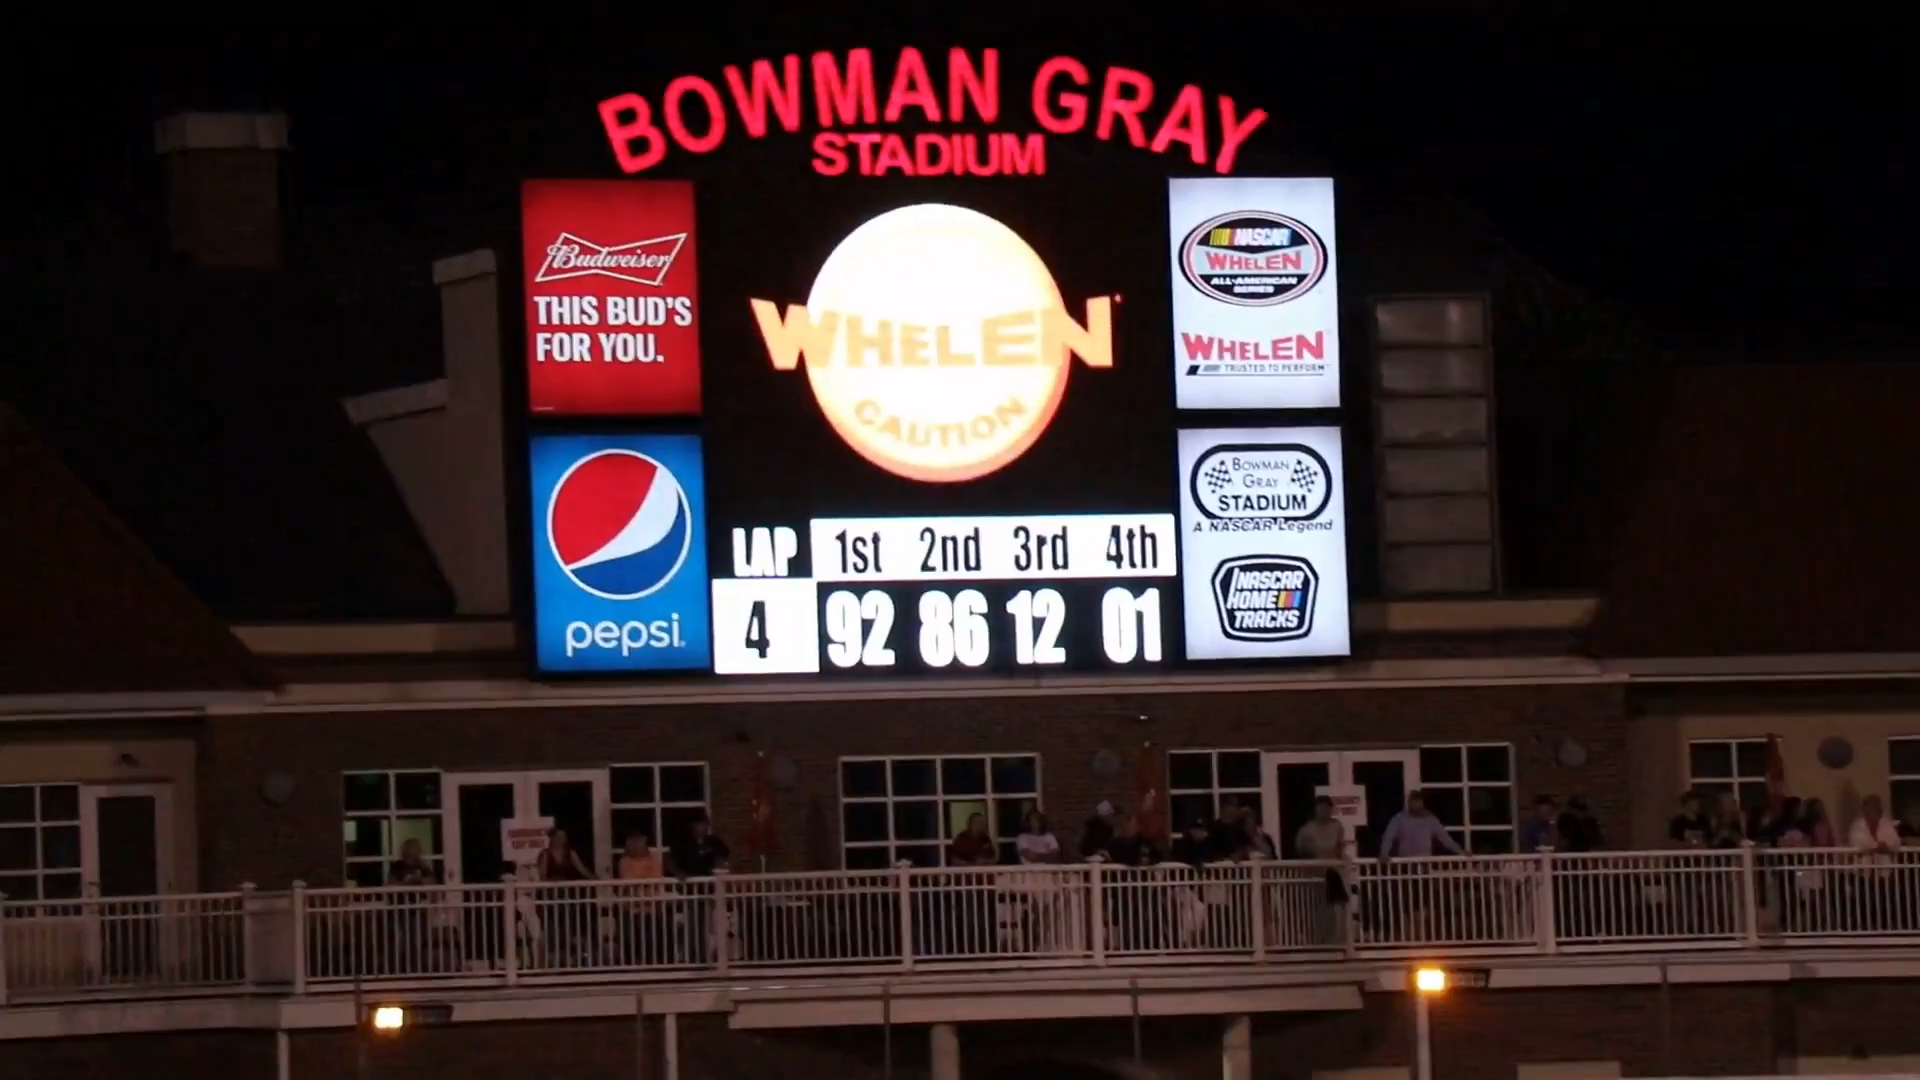 BOWMAN GRAY
STADIUM
Budweiser
THIS BUD'S
FOR YOU.
WHELEN
CAUTION
NASCAR
WHELEN
ALL-AMERICAN
SERIES
WHELEN
TRUSTED TO PERFORM
pepsi
LAP 1st 2nd 3rd 4th
4 92 86 12 01
BOWMAN
GRAY
STADIUM
A NASCAR Legend
NASCAR
HOME
TRACKS